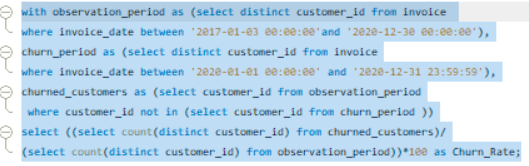 with observation_period as (select distinct customer_id from invoice
where invoice_date between '2017-01-03 00:00:00'and '2020-12-30 00:00:00'),
churn_period as (select distinct customer_id from invoice
where invoice_date between '2020-01-01 00:00:00' and '2020-12-31 23:59:59'),
churned_customers as (select customer_id from observation_period
where customer_id not in (select customer_id from churn_period ))
select ((select count(distinct customer_id) from churned_customers)/
(select count(distinct customer_id) from observation_period))*100 as Churn_Rate;